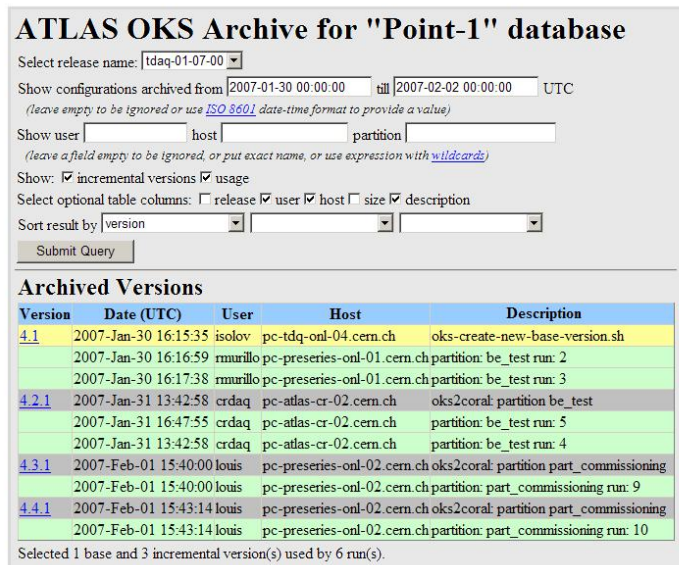 ATLAS OKS Archive for "Point-1" database
Select release name: tdaq-01-07-00
Show configurations archived from 2007-01-30 00:00:00 till 2007-02-02 00:00:00 UTC
(leave empty to be ignored or use ISO 8601 date-time format to provide a value)
Show user host partition
(leave a field empty to be ignored, or put exact name, or use expression with wildcards)
Show: incremental versions usage
Select optional table columns: release user host size description
Sort result by version
Submit Query
Archived Versions
Version Date (UTC) User Host Description
4.1 2007-Jan-30 16:15:35 isolov pc-tdq-onl-04.cern.ch oks-create-new-base-version.sh
2007-Jan-30 16:16:59 rmurillo pc-preseries-onl-01.cern.ch partition: be_test run: 2
2007-Jan-30 16:17:38 rmurillo pc-preseries-onl-01.cern.ch partition: be_test run: 3
4.2.1 2007-Jan-31 13:42:58 crdaq pc-atlas-cr-02.cern.ch oks2coral: partition be_test
2007-Jan-31 16:47:55 crdaq pc-atlas-cr-02.cern.ch partition: be_test run: 5
2007-Jan-31 13:42:58 crdaq pc-atlas-cr-02.cern.ch partition: be_test run: 4
4.3.1 2007-Feb-01 15:40:00 louis pc-preseries-onl-02.cern.ch oks2coral: partition part_commissioning
2007-Feb-01 15:40:00 louis pc-preseries-onl-02.cern.ch partition: part_commissioning run: 9
4.4.1 2007-Feb-01 15:43:14 louis pc-preseries-onl-02.cern.ch oks2coral: partition part_commissioning
2007-Feb-01 15:43:14 louis pc-preseries-onl-02.cern.ch partition: part_commissioning run: 10
Selected 1 base and 3 incremental version(s) used by 6 run(s).